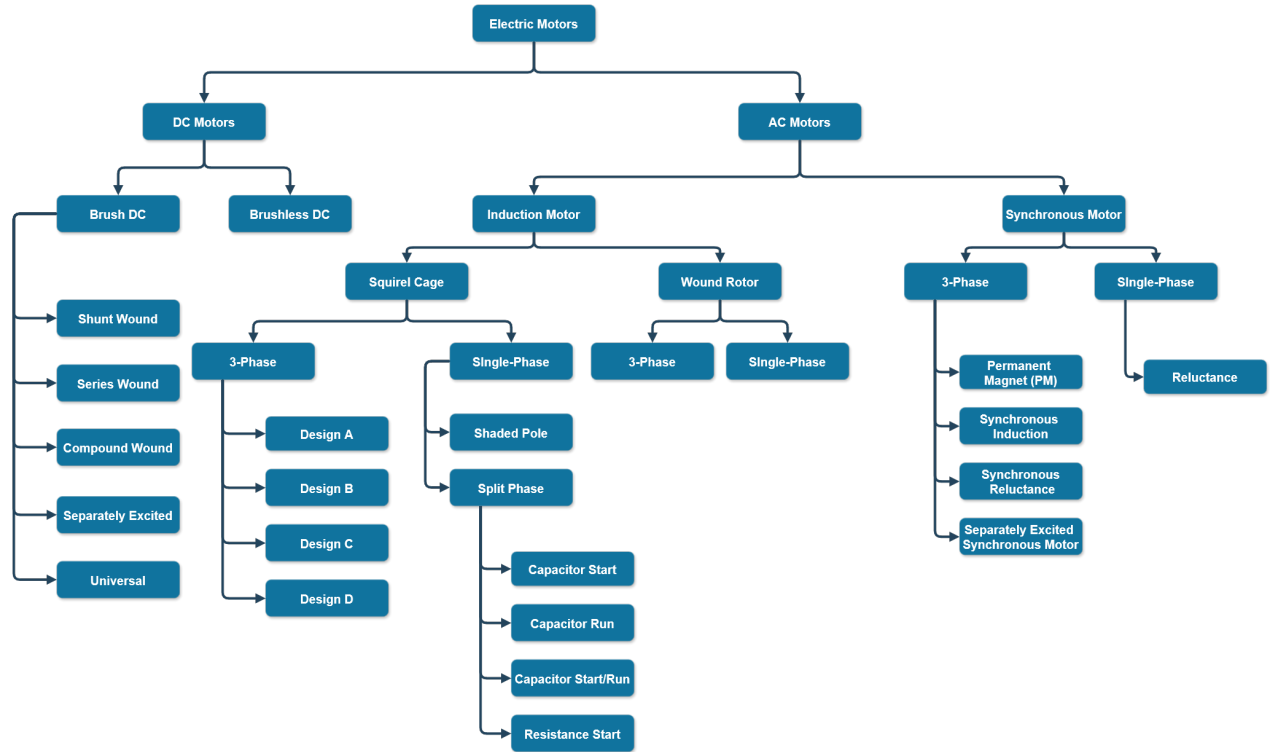 Electric Motors
DC Motors
AC Motors
Brush DC
Brushless DC
Induction Motor
Synchronous Motor
Squirel Cage
Wound Rotor
3-Phase
SIngle-Phase
Shunt Wound
Series Wound
Compound Wound
Separately Excited
Universal
3-Phase
SIngle-Phase
3-Phase
SIngle-Phase
Design A
Design B
Design C
Design D
Shaded Pole
Split Phase
Capacitor Start
Capacitor Run
Capacitor Start/Run
Resistance Start
Permanent
Magnet (PM)
Synchronous
Induction
Synchronous
Reluctance
Separately Excited
Synchronous Motor
Reluctance